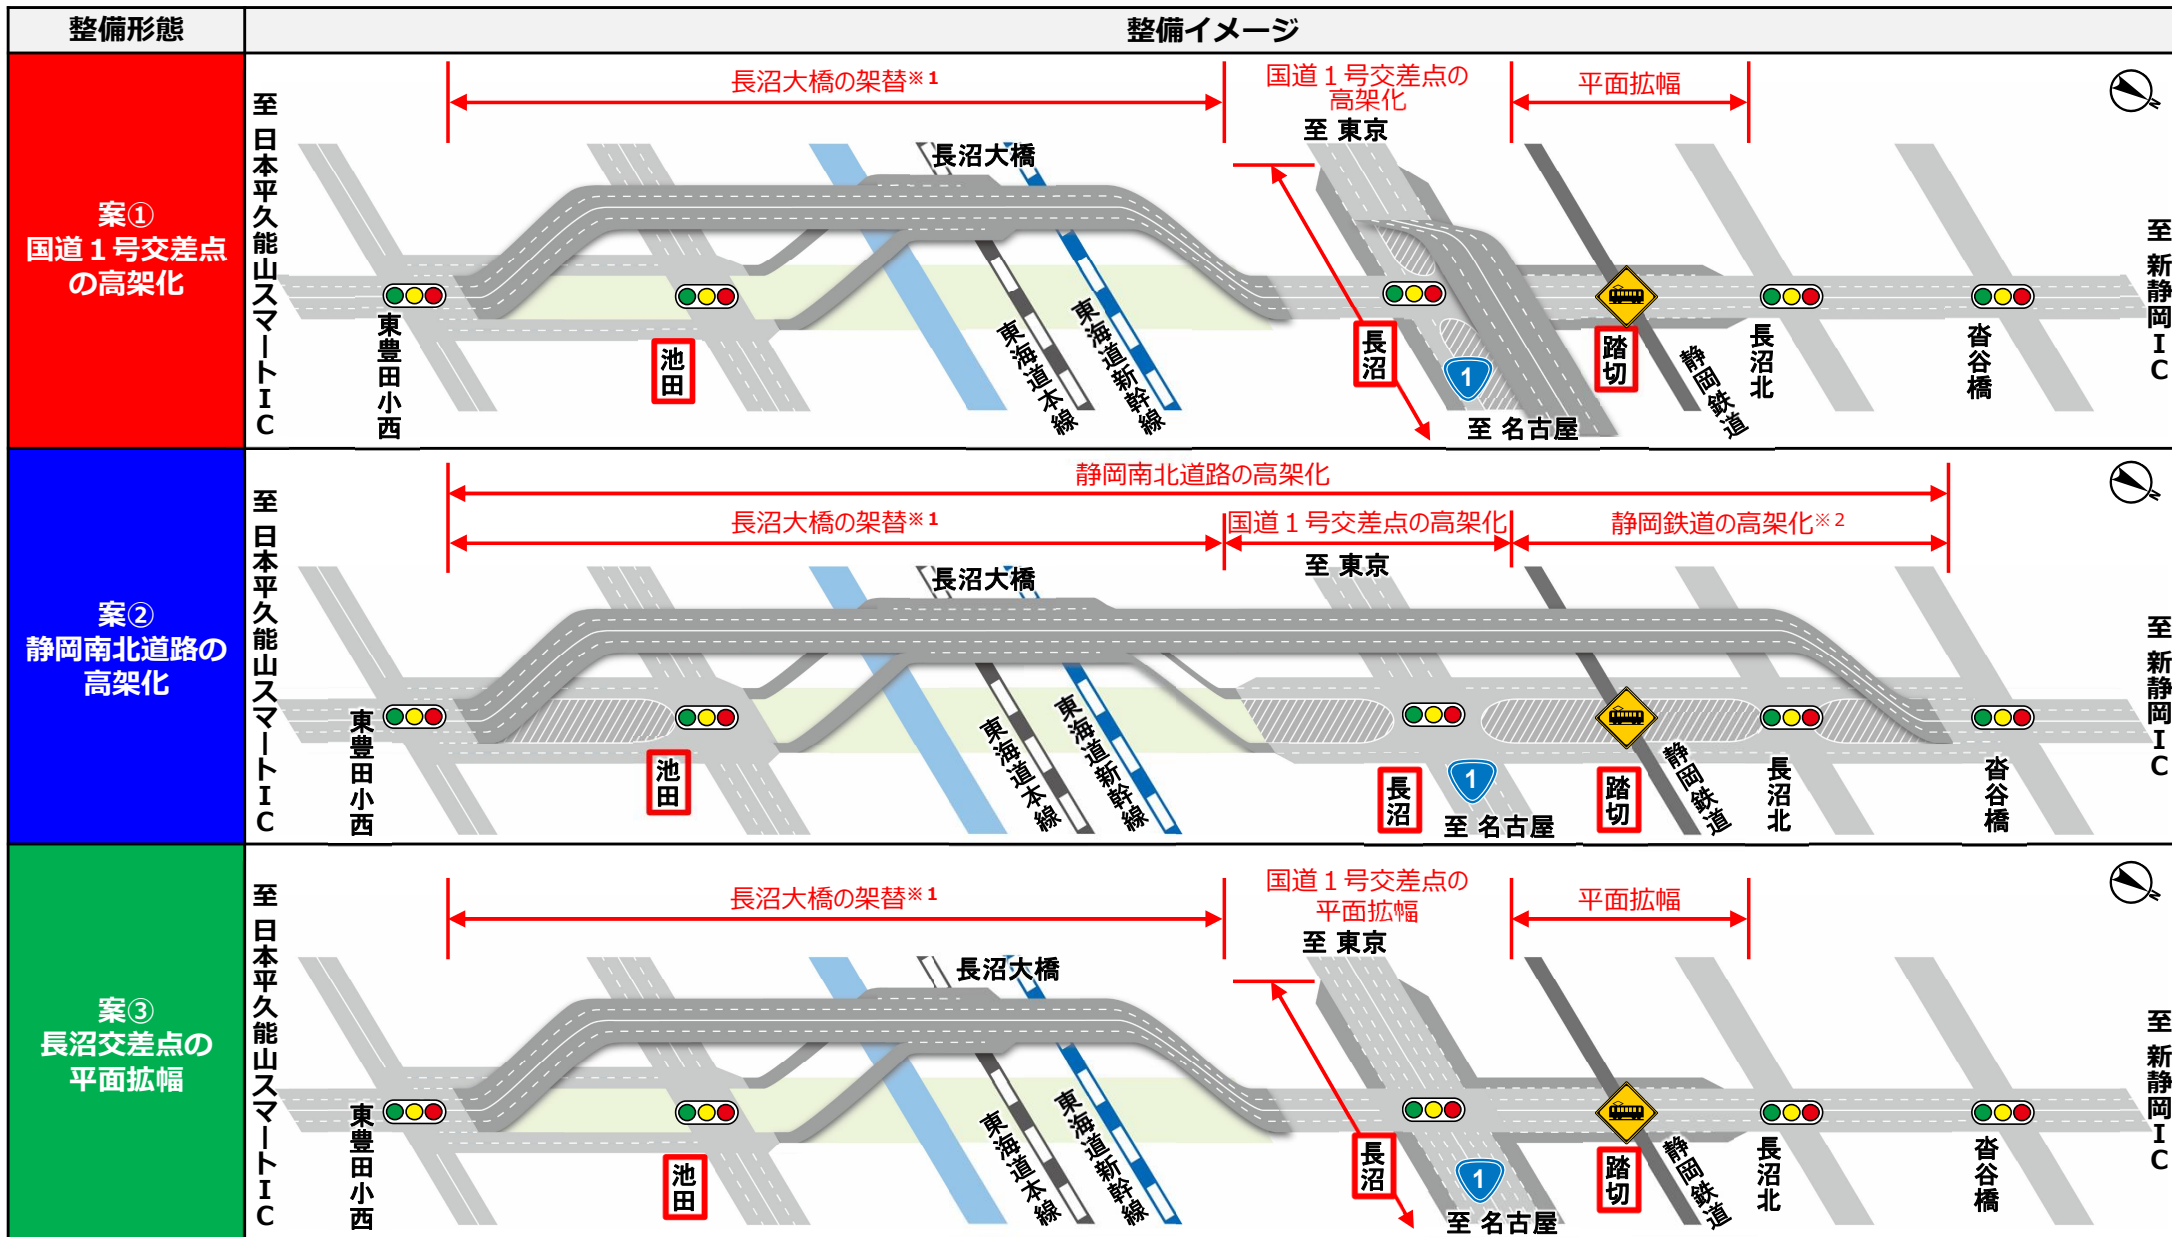 整備形態
整備イメージ
案①
国道1号交差点
の高架化
長沼大橋の架替※1
国道1号交差点の
高架化
平面拡幅
至 東京
長沼大橋
至 日本平久能山スマートIC
至 新静岡IC
東豊田小西
池田
東海道本線
東海道新幹線
長沼
1
至 名古屋
踏切
静岡鉄道
長沼北
沓谷橋
N
案②
静岡南北道路の
高架化
静岡南北道路の高架化
長沼大橋の架替※1
国道1号交差点の高架化
静岡鉄道の高架化※2
至 東京
長沼大橋
至 日本平久能山スマートIC
至 新静岡IC
東豊田小西
池田
東海道本線
東海道新幹線
長沼
1
至 名古屋
踏切
静岡鉄道
長沼北
沓谷橋
N
案③
長沼交差点の
平面拡幅
長沼大橋の架替※1
国道1号交差点の
平面拡幅
平面拡幅
至 東京
長沼大橋
至 日本平久能山スマートIC
至 新静岡IC
東豊田小西
池田
東海道本線
東海道新幹線
長沼
1
至 名古屋
踏切
静岡鉄道
長沼北
沓谷橋
N